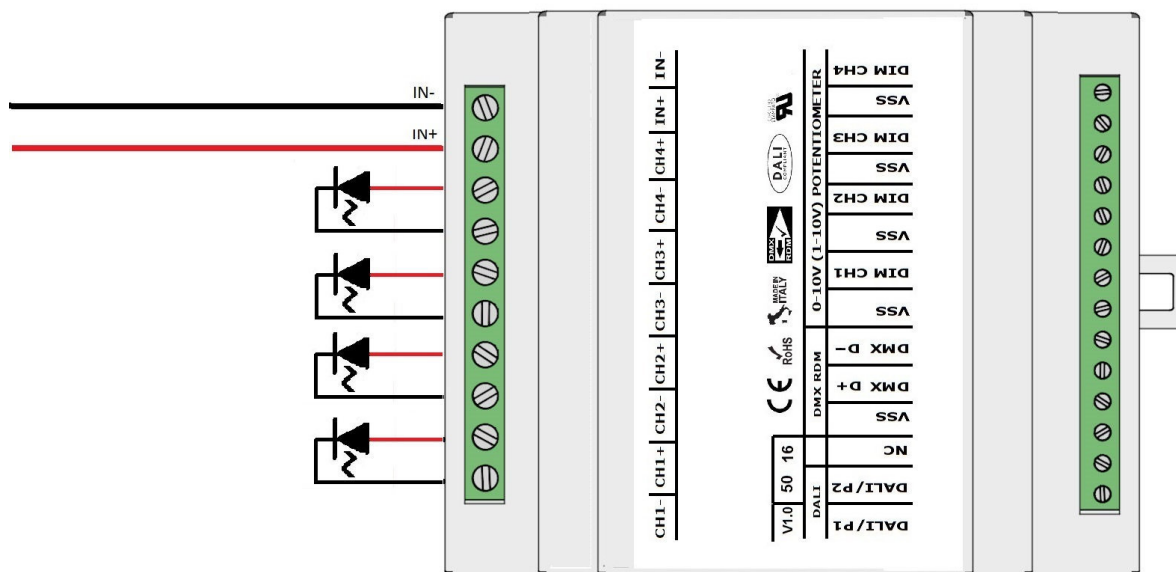 IN-
IN+
IN-
IN+
CH4+
CH4-
CH3+
CH3-
CH2+
CH2-
CH1+
CH1-
DALI
COMPLIANT
DMX
RDM
MADE IN
ITALY
RoHS
CE
16
50
V1.0
0-10V (1-10V) POTENTIOMETER
DMX RDM
DALI
DIM CH4
VSS
DIM CH3
VSS
DIM CH2
VSS
DIM CH1
VSS
DMX D-
DMX D+
VSS
NC
DALI/P2
DALI/P1